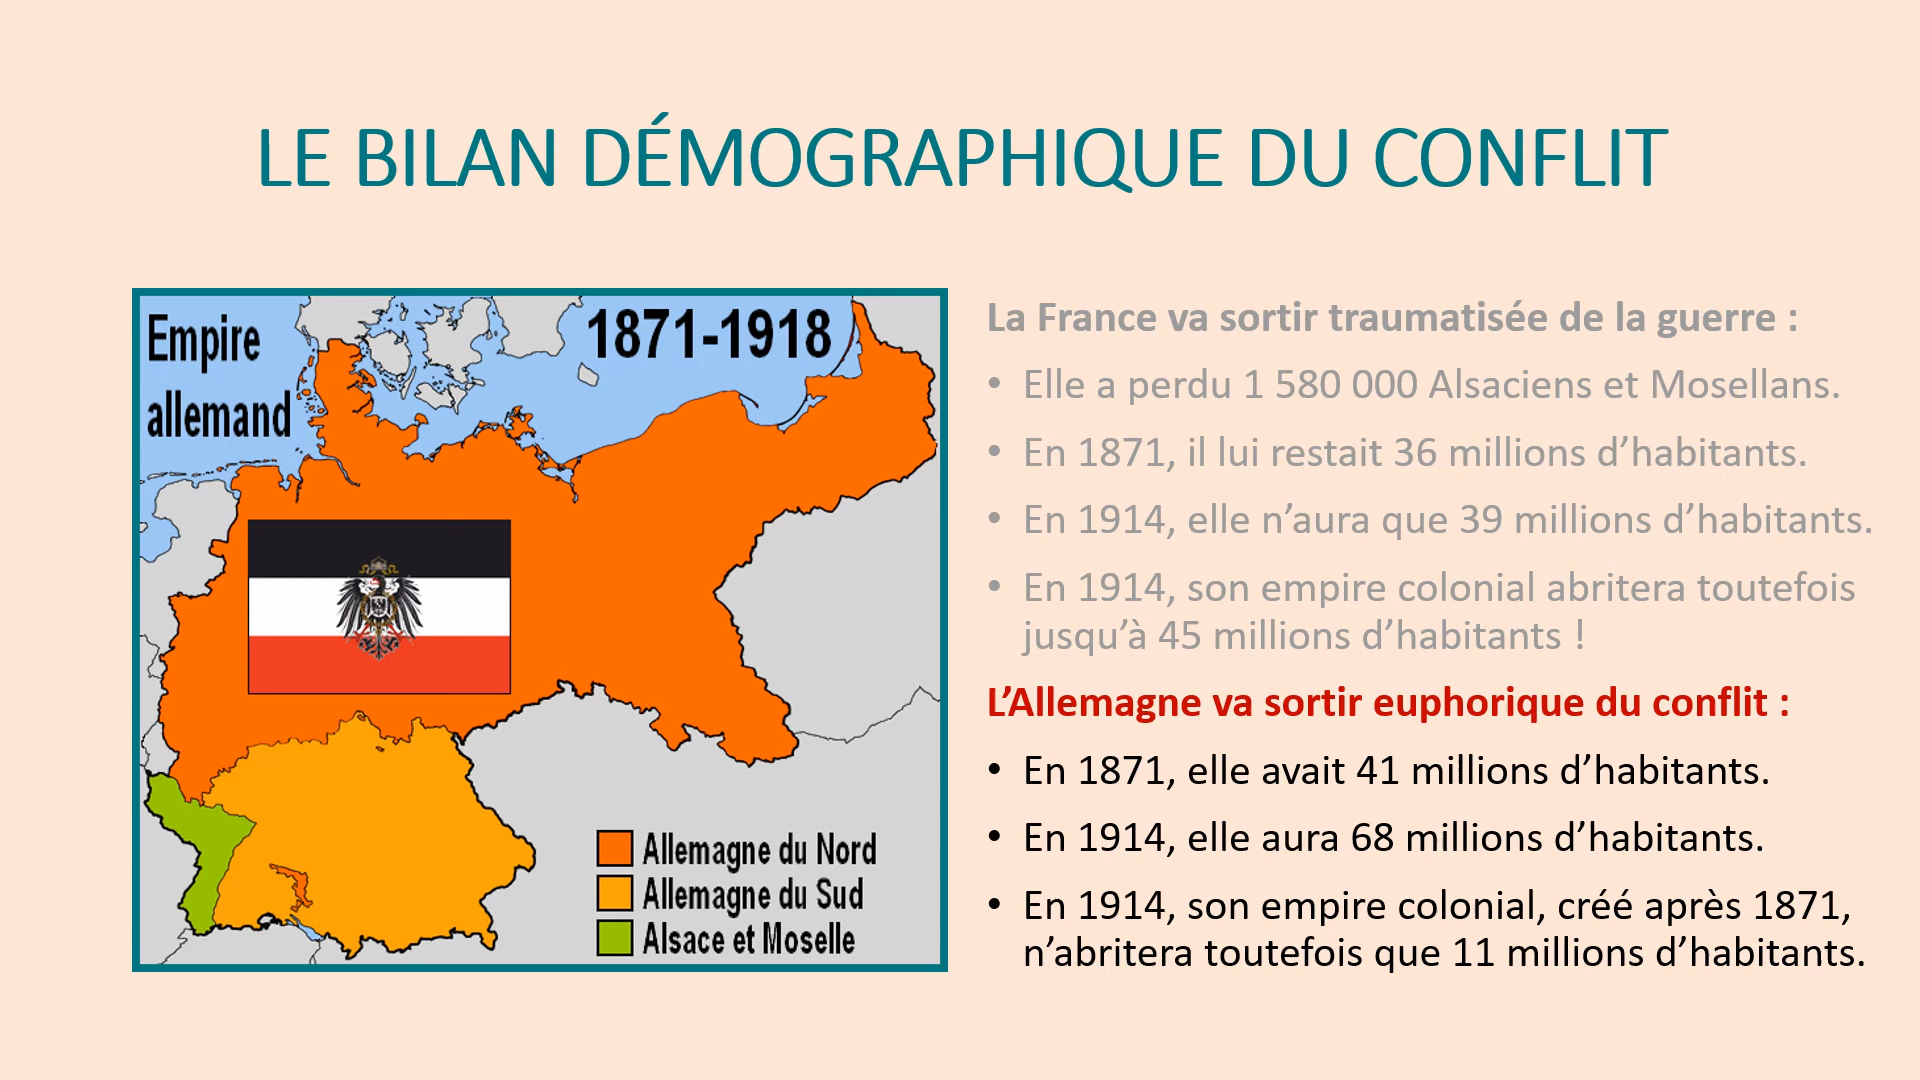 LE BILAN DÉMOGRAPHIQUE DU CONFLIT
Empire
allemand
1871-1918
Allemagne du Nord
Allemagne du Sud
Alsace et Moselle
La France va sortir traumatisée de la guerre :
• Elle a perdu 1 580 000 Alsaciens et Mosellans.
• En 1871, il lui restait 36 millions d’habitants.
• En 1914, elle n’aura que 39 millions d’habitants.
• En 1914, son empire colonial abritera toutefois
jusqu’à 45 millions d’habitants !
L’Allemagne va sortir euphorique du conflit :
• En 1871, elle avait 41 millions d’habitants.
• En 1914, elle aura 68 millions d’habitants.
• En 1914, son empire colonial, créé après 1871,
n’abritera toutefois que 11 millions d’habitants.